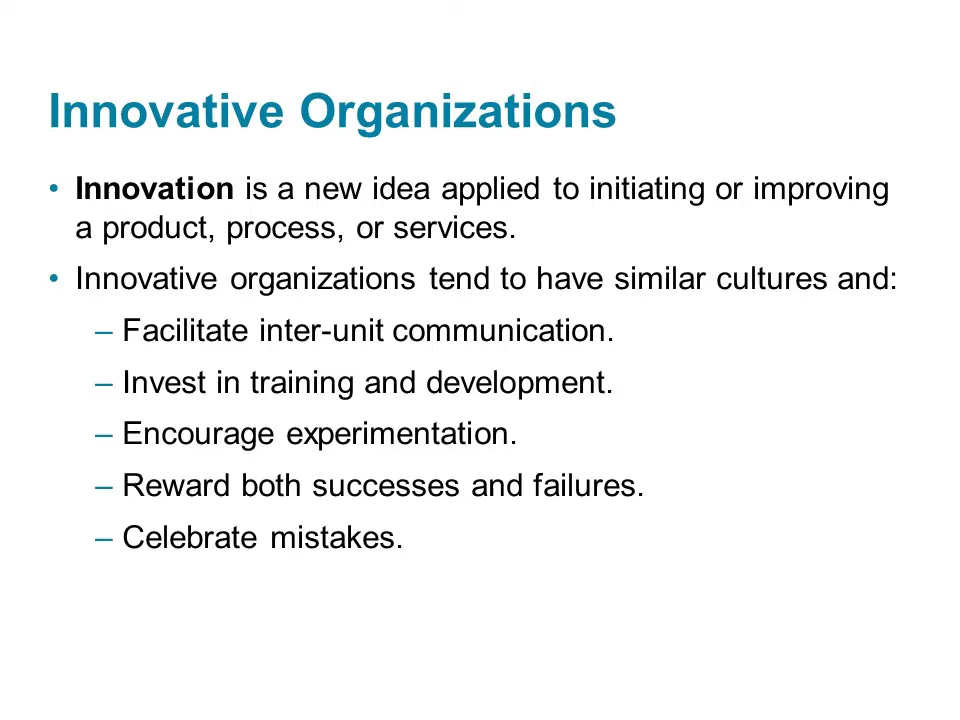 Innovative Organizations
• Innovation is a new idea applied to initiating or improving
a product, process, or services.
• Innovative organizations tend to have similar cultures and:
– Facilitate inter-unit communication.
– Invest in training and development.
– Encourage experimentation.
– Reward both successes and failures.
– Celebrate mistakes.